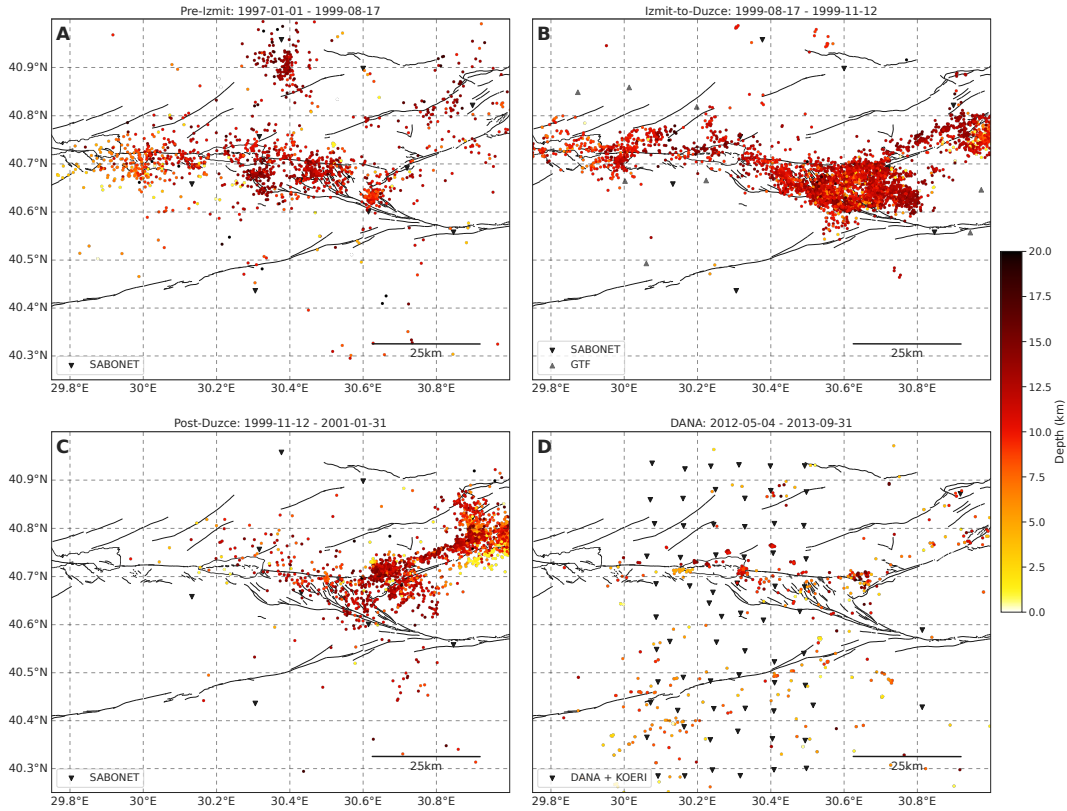 Pre-Izmit: 1997-01-01 - 1999-08-17
Izmit-to-Duzce: 1999-08-17 - 1999-11-12
A
B
40.9°N
40.8°N
40.7°N
40.6°N
40.5°N
40.4°N
40.3°N
25km
25km
SABONET
SABONET
GTF
29.8°E
30°E
30.2°E
30.4°E
30.6°E
30.8°E
29.8°E
30°E
30.2°E
30.4°E
30.6°E
30.8°E
20.0
17.5
15.0
12.5
10.0
7.5
5.0
2.5
0.0
Depth (km)
Post-Duzce: 1999-11-12 - 2001-01-31
DANA: 2012-05-04 - 2013-09-31
C
D
40.9°N
40.8°N
40.7°N
40.6°N
40.5°N
40.4°N
40.3°N
25km
25km
SABONET
DANA + KOERI
29.8°E
30°E
30.2°E
30.4°E
30.6°E
30.8°E
29.8°E
30°E
30.2°E
30.4°E
30.6°E
30.8°E